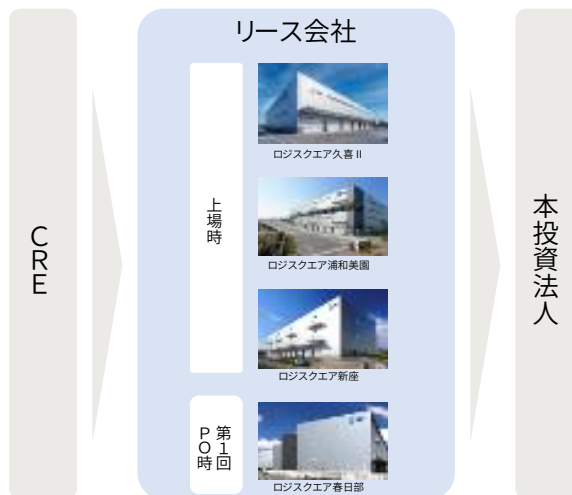 CRE
リース会社
上場時
ロジスクエア久喜Ⅱ
ロジスクエア浦和美園
ロジスクエア新座
第1回
PO時
ロジスクエア春日部
本投資法人